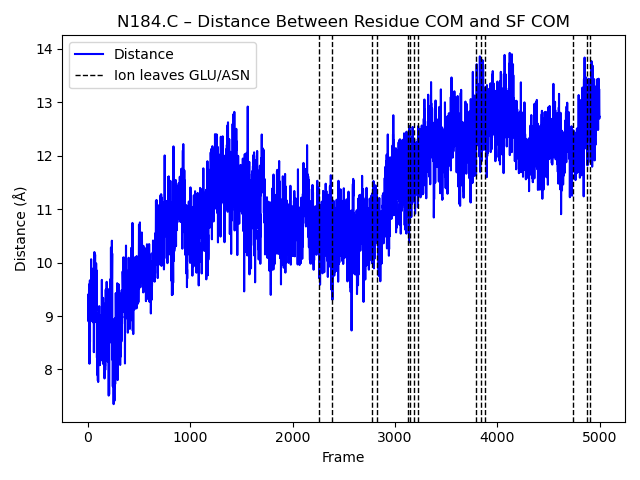 N184.C – Distance Between Residue COM and SF COM
Distance
Ion leaves GLU/ASN
Distance (Å)
14
13
12
11
10
9
8
0 1000 2000 3000 4000 5000
Frame